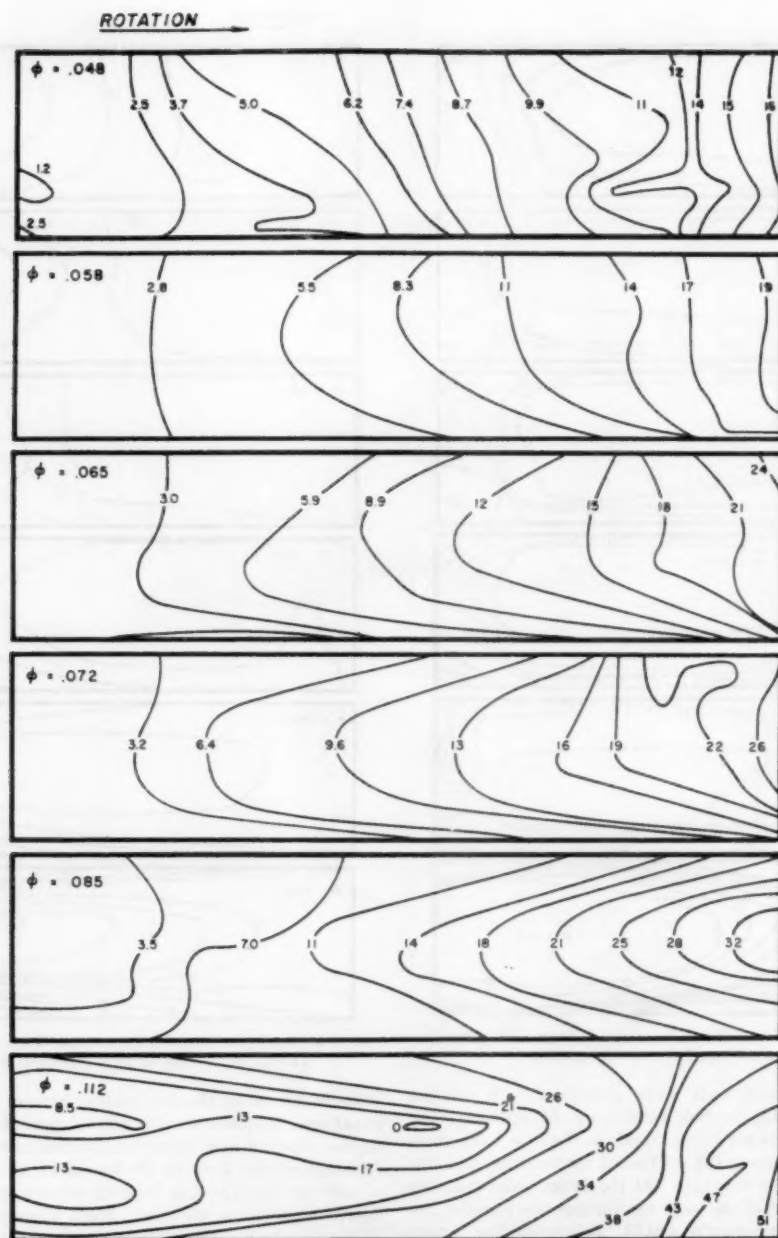 ROTATION
ϕ = .048
12
2.5 3.7 5.0 6.2 7.4 8.7 9.9 11 14 15 16
1.2
2.5
ϕ = .058
2.8 5.5 8.3 11 14 17 19
ϕ = .065
24
3.0 5.9 8.9 12 15 18 21
ϕ = .072
3.2 6.4 9.6 13 16 19 22 26
ϕ = .085
3.5 7.0 11 14 18 21 25 28 32
ϕ = .112
8.5 13 21 26
0
30
13 17
34 47
38 43 51